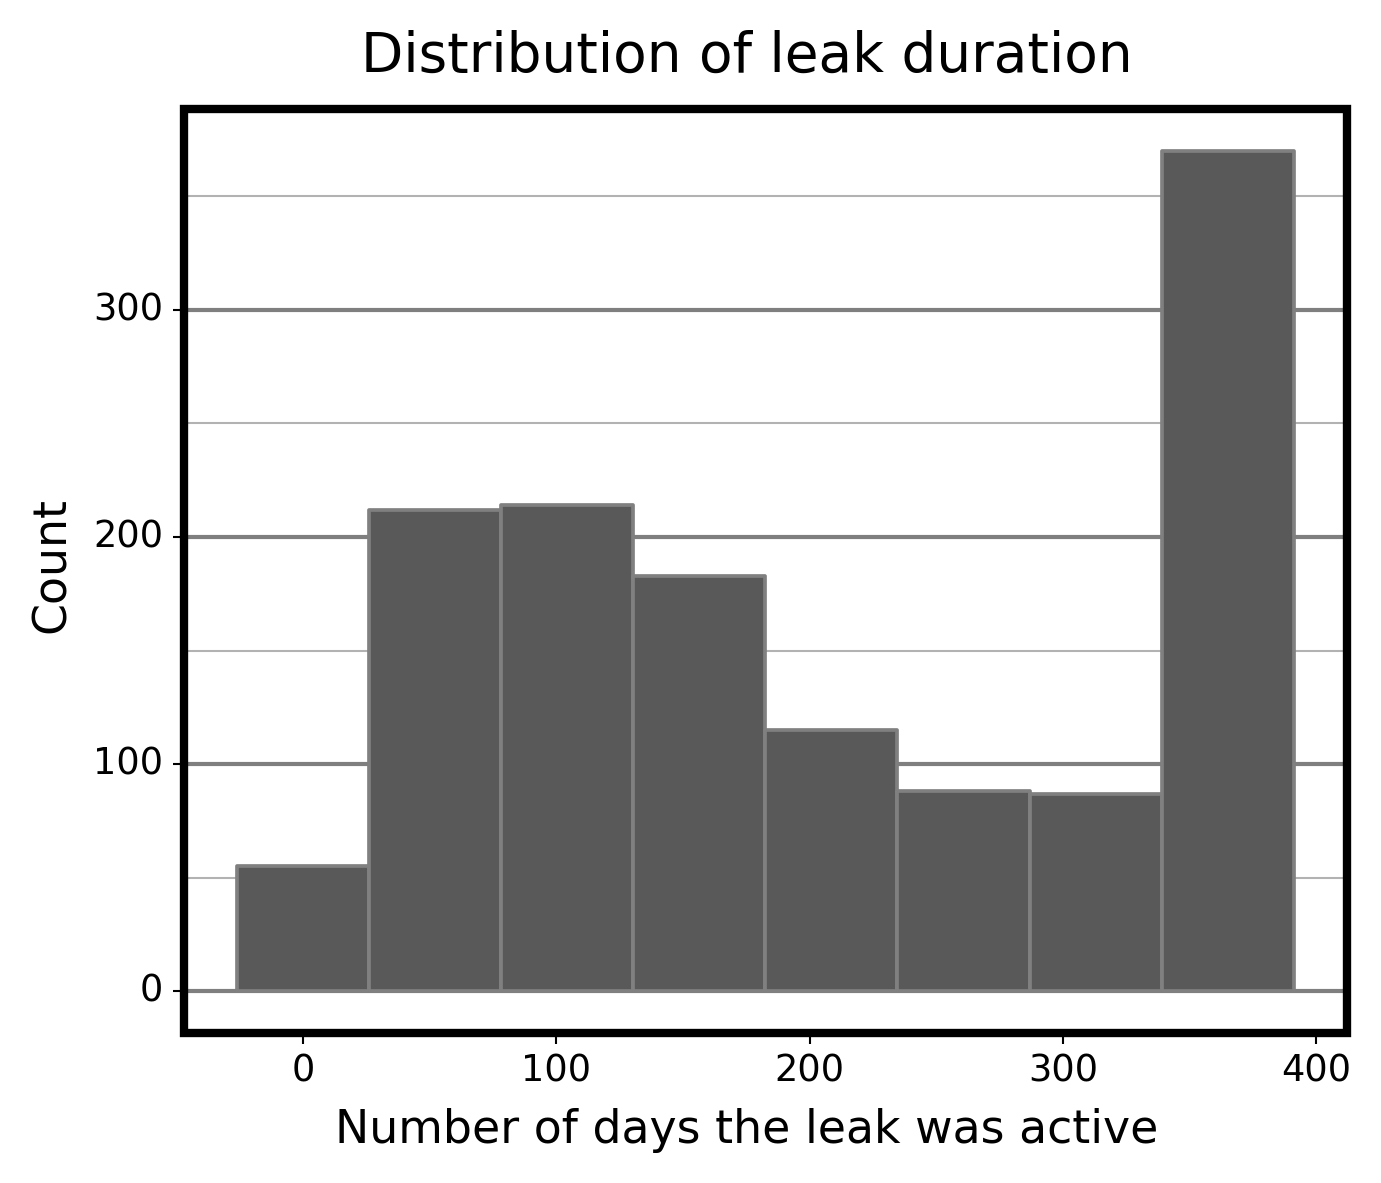 Distribution of leak duration
300
200
100
0
Count
0 100 200 300 400
Number of days the leak was active